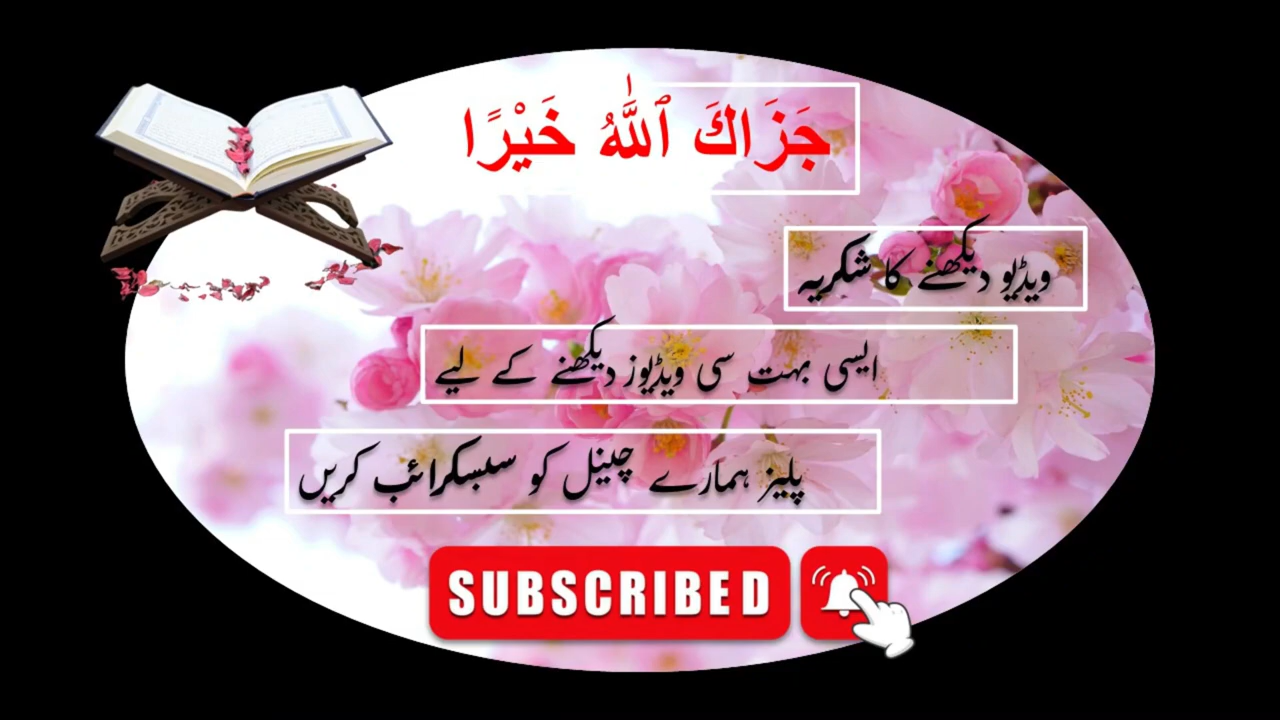 جَزَاكَ ٱللَّٰهُ خَيْرًا
ویڈیو دیکھنے کا شکریہ
ایسی بہت سی ویڈیوز دیکھنے کے لیے
پلیز ہمارے چینل کو سبسکرائب کریں
SUBSCRIBED